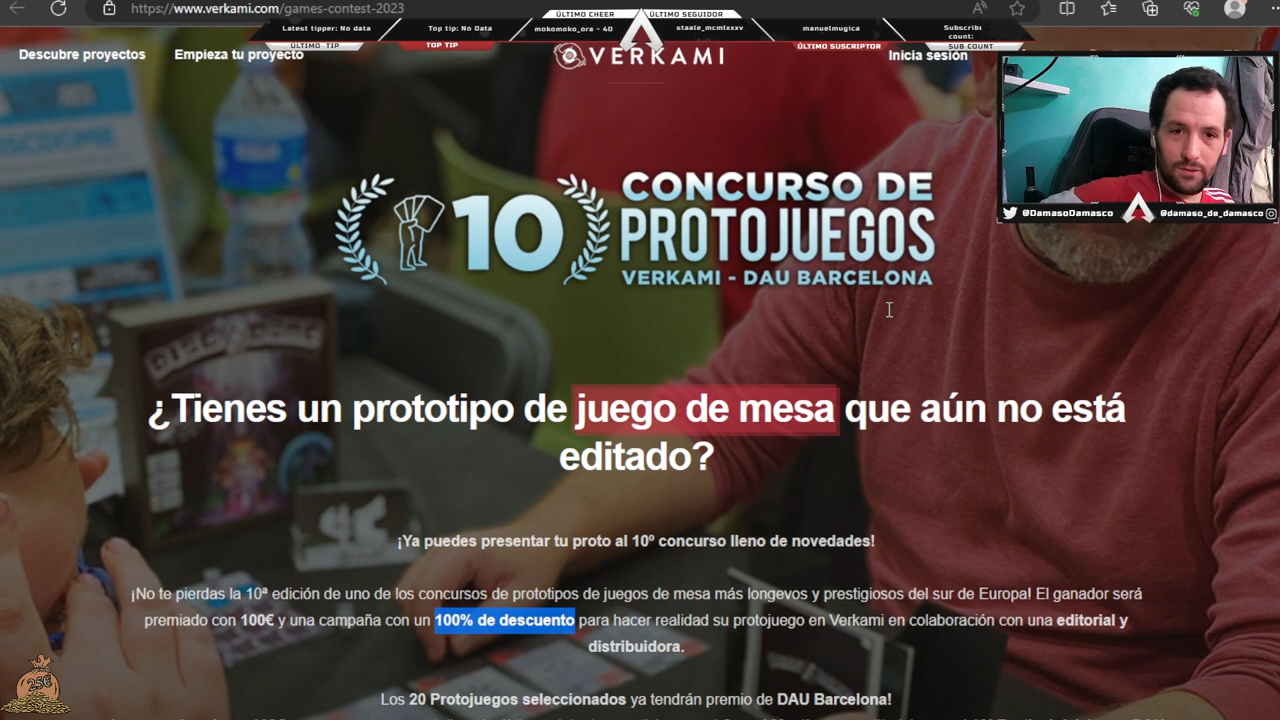 https://www.verkami.com/games-contest-2023
ÚLTIMO CHEER
ÚLTIMO SEGUIDOR
Latest tipper: No data
Top tip: No Data
mokomoko_ora - 40
staale_mcmlxxxv
manuelmugica
Subscribi
count:
ÚLTIMO TIP
TOP TIP
ÚLTIMO SUSCRIPTOR
SUB COUNT
Descubre proyectos
Empieza tu proyecto
VERKAMI
Inicia sesión
@DamasoDamasco
@damaso_de_damasco
10
CONCURSO DE
PROTOJUEGOS
VERKAMI - DAU BARCELONA
¿Tienes un prototipo de juego de mesa que aún no está
editado?
¡Ya puedes presentar tu proto al 10º concurso lleno de novedades!
¡No te pierdas la 10ª edición de uno de los concursos de prototipos de juegos de mesa más longevos y prestigiosos del sur de Europa! El ganador será
premiado con 100€ y una campaña con un 100% de descuento para hacer realidad su protojuego en Verkami en colaboración con una editorial y
distribuidora.
25€
Los 20 Protojuegos seleccionados ya tendrán premio de DAU Barcelona!